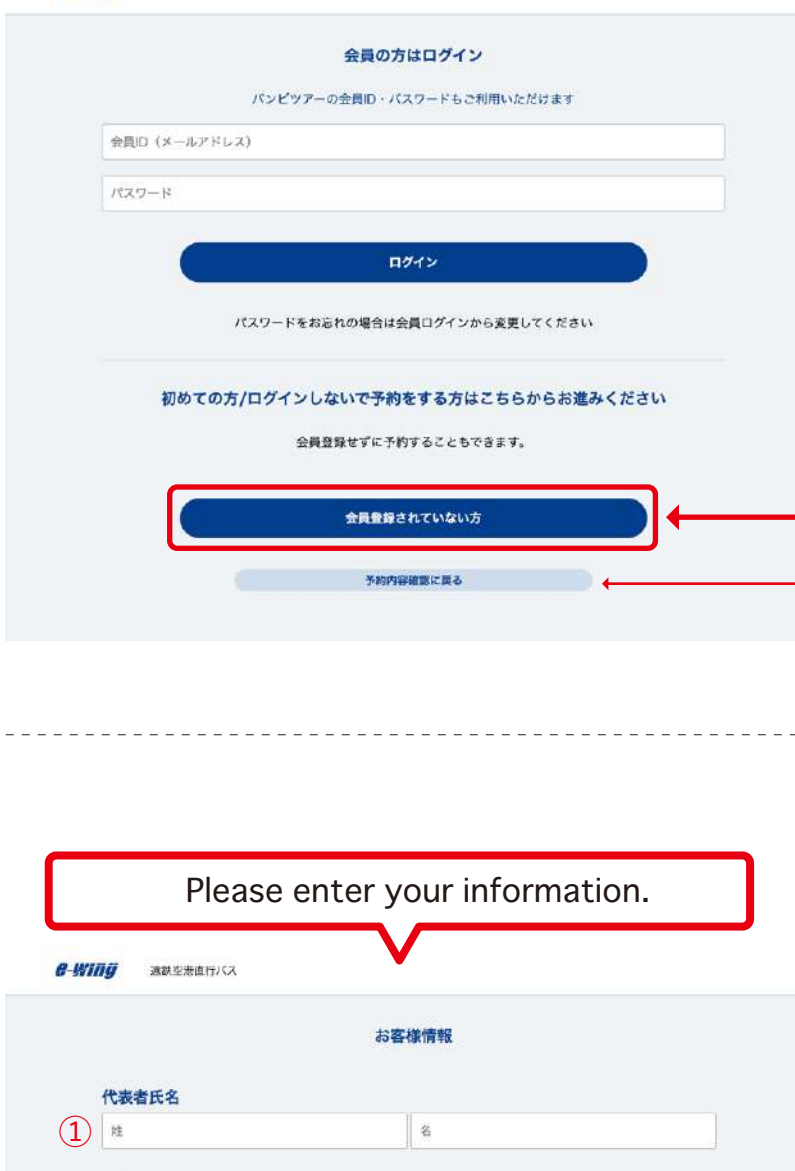 会員の方はログイン
バンビツアーの会員ID・パスワードもご利用いただけます
会員ID（メールアドレス）
パスワード
ログイン
パスワードをお忘れの場合は会員ログインから変更してください
初めての方/ログインしないで予約をする方はこちらからお進みください
会員登録せずに予約することもできます。
会員登録されていない方
予約内容確認に戻る
Please enter your information.
e-wing 遠鉄空港直行バス
お客様情報
代表者氏名
① 姓 名